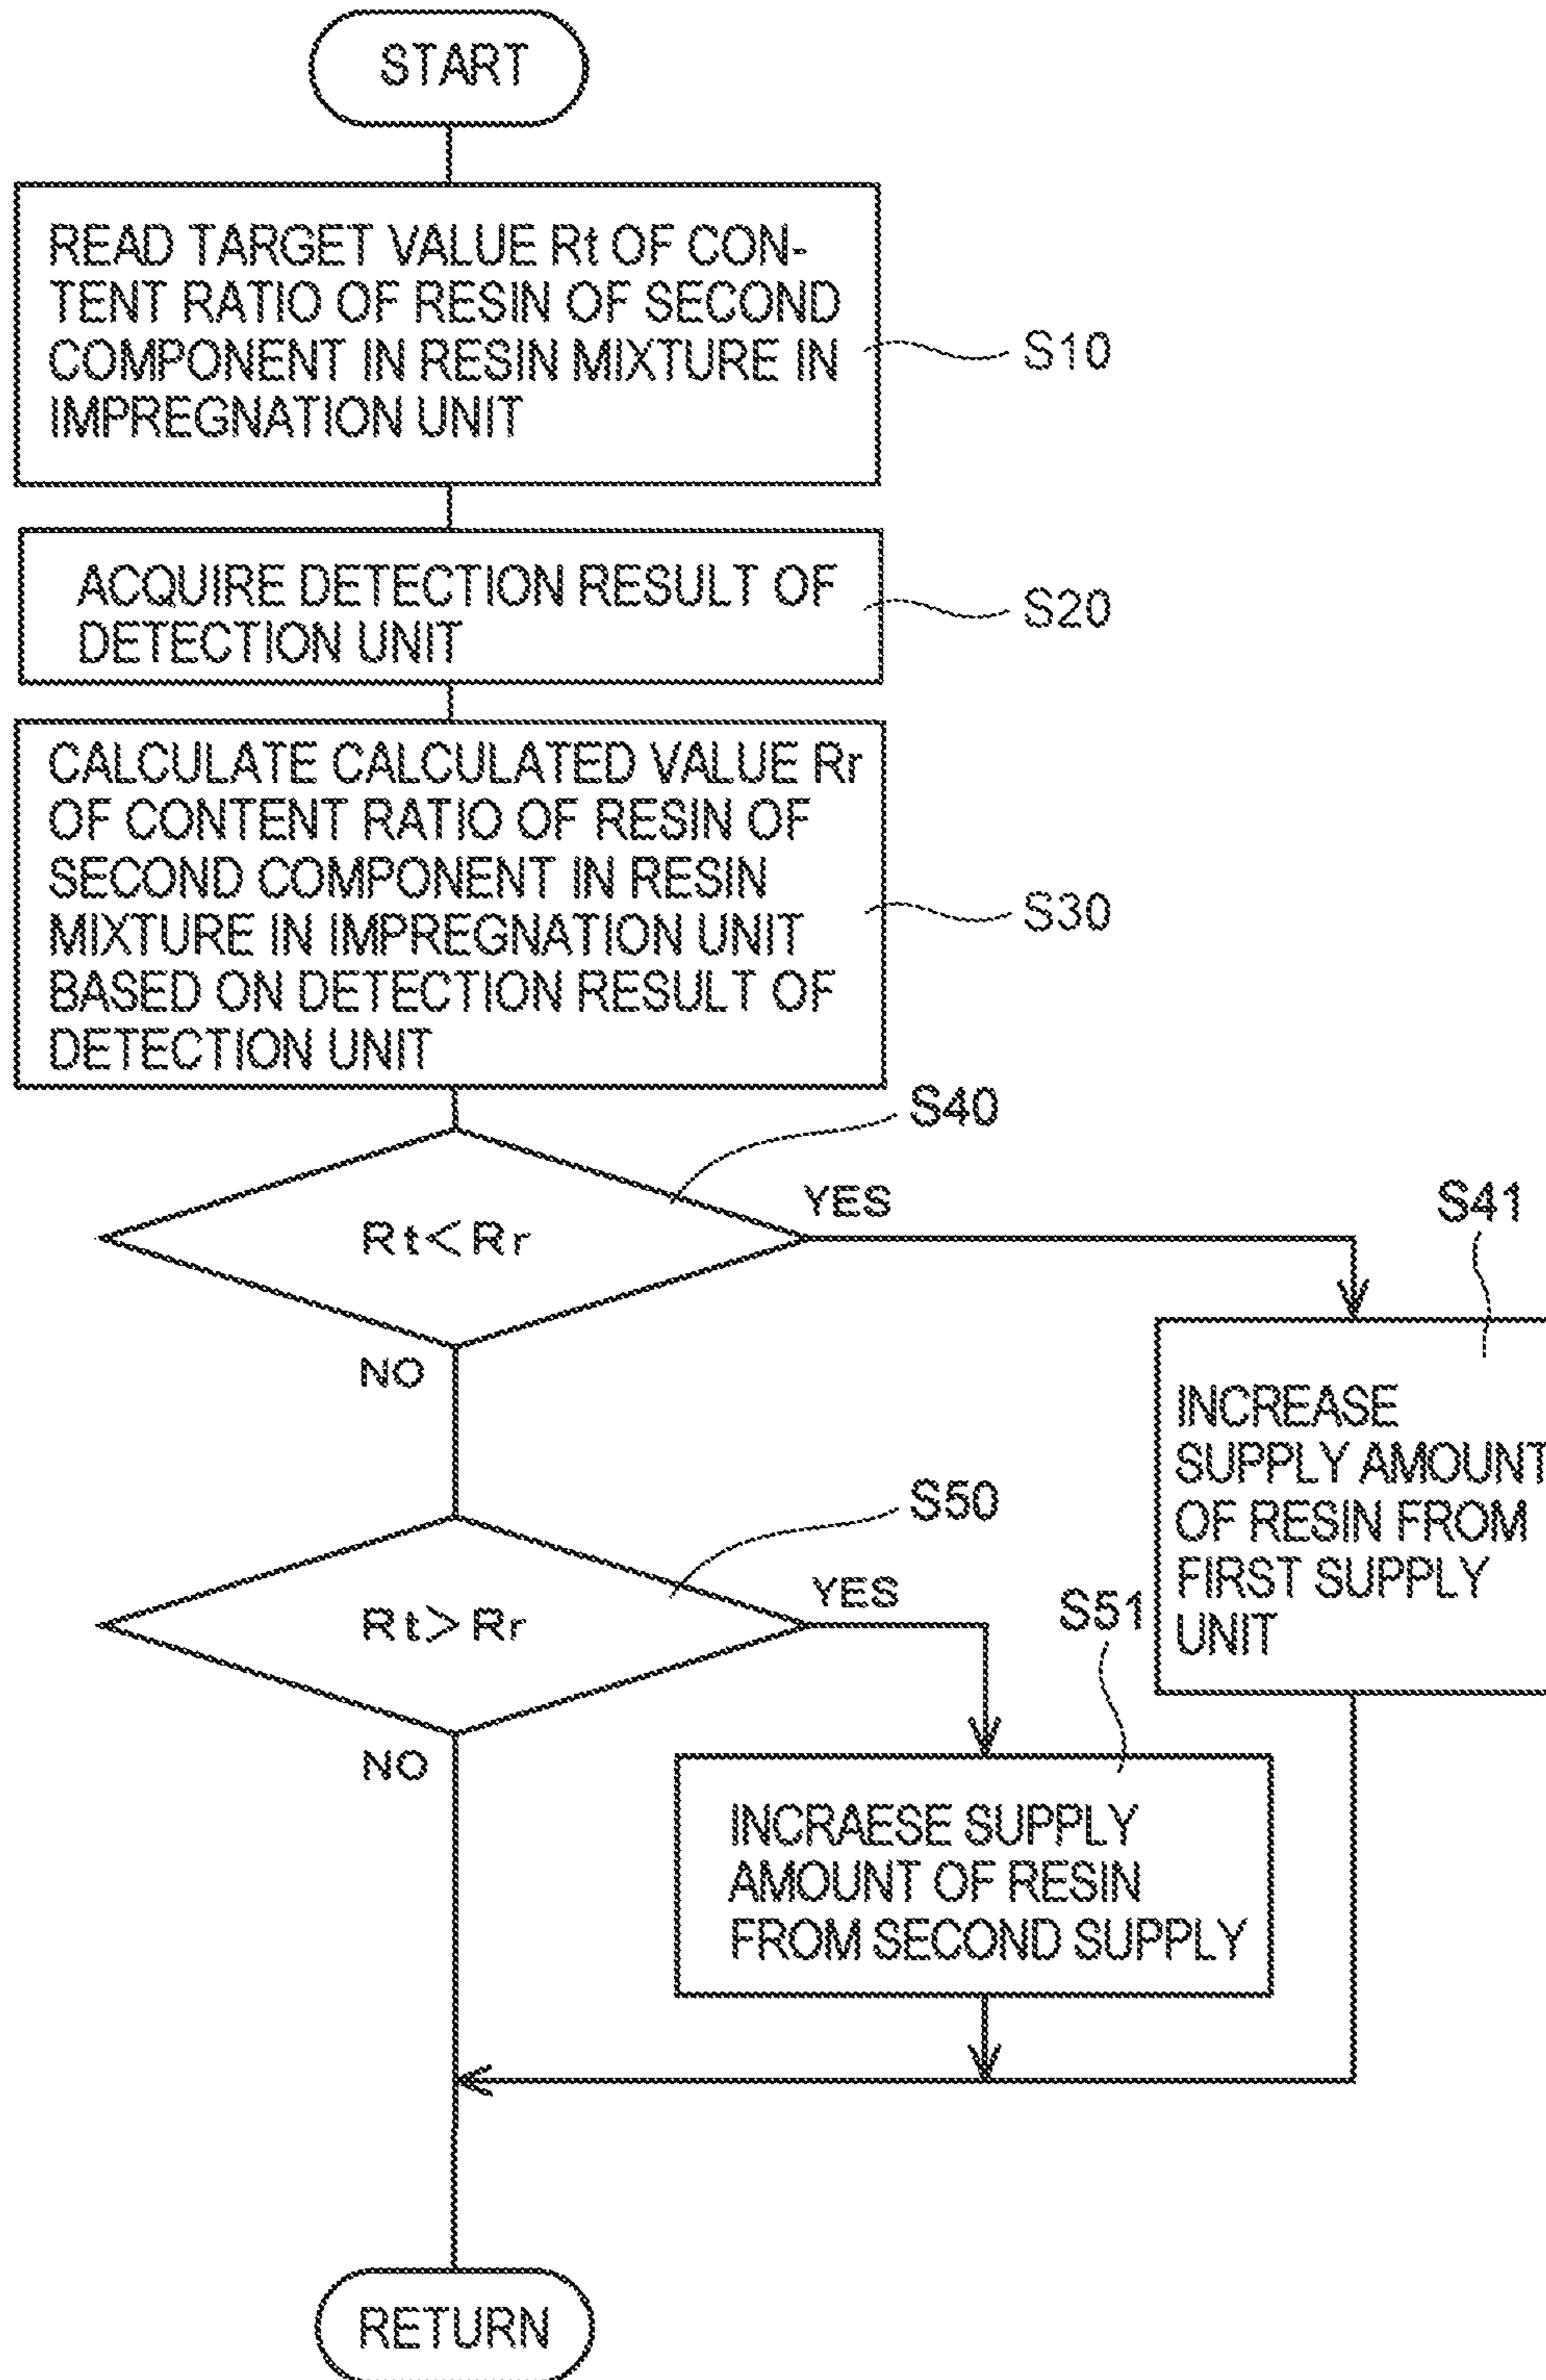 START
READ TARGET VALUE Rt OF CON-
TENT RATIO OF RESIN OF SECOND
COMPONENT IN RESIN MIXTURE IN
IMPREGNATION UNIT
S10
ACQUIRE DETECTION RESULT OF
DETECTION UNIT
S20
CALCULATE CALCULATED VALUE Rr
OF CONTENT RATIO OF RESIN OF
SECOND COMPONENT IN RESIN
MIXTURE IN IMPREGNATION UNIT
BASED ON DETECTION RESULT OF
DETECTION UNIT
S30
S40
Rt<Rr
YES
NO
S41
INCREASE
SUPPLY AMOUNT
OF RESIN FROM
FIRST SUPPLY
UNIT
S50
Rt>Rr
YES
NO
S51
INCRAESE SUPPLY
AMOUNT OF RESIN
FROM SECOND SUPPLY
RETURN